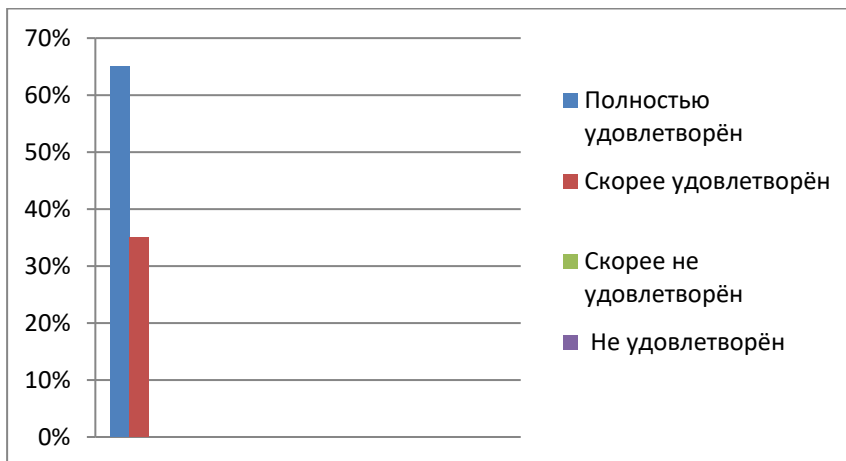 70%
60%
50%
40%
30%
20%
10%
0%
Полностью
удовлетворён
Скорее удовлетворён
Скорее не
удовлетворён
Не удовлетворён